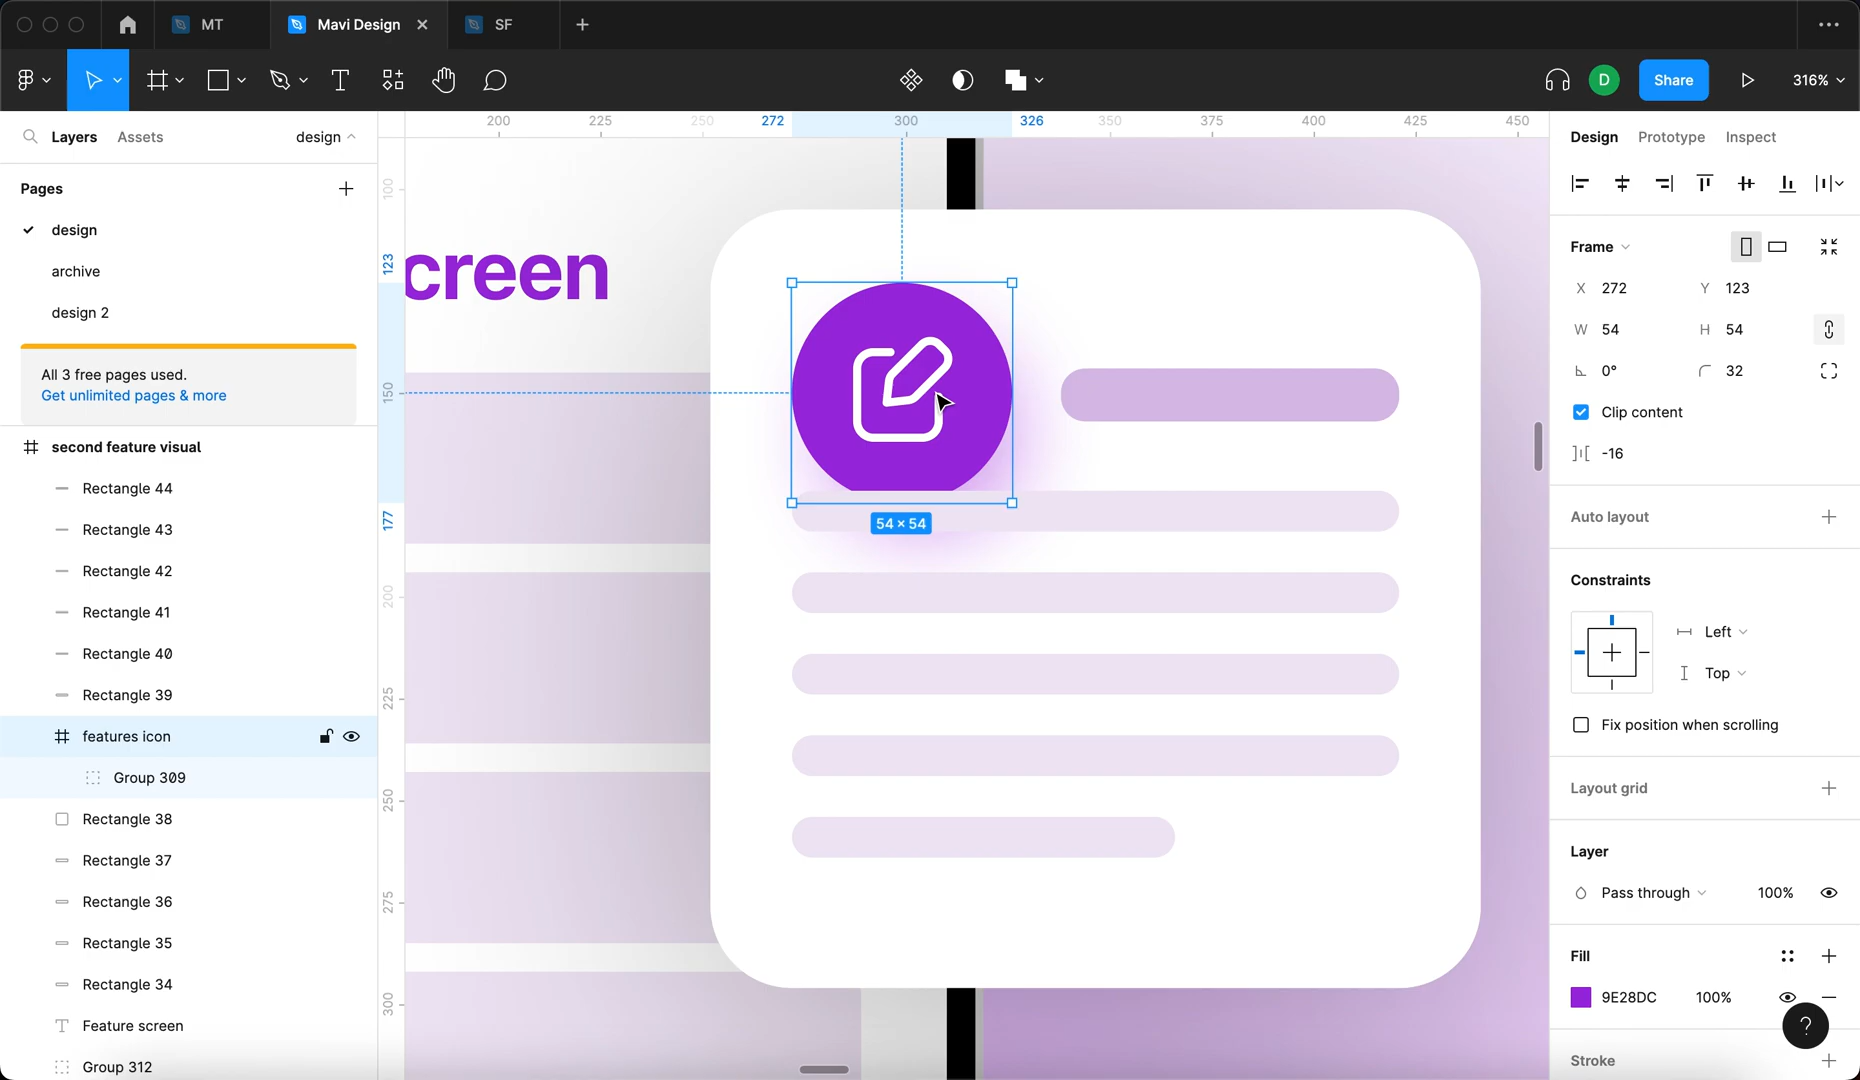 MT
Mavi Design
SF
D
Share
316%
Layers
Assets
design
Pages
design
archive
design 2
All 3 free pages used.
Get unlimited pages & more
second feature visual
Rectangle 44
Rectangle 43
Rectangle 42
Rectangle 41
Rectangle 40
Rectangle 39
features icon
Group 309
Rectangle 38
Rectangle 37
Rectangle 36
Rectangle 35
Rectangle 34
Feature screen
Group 312
200
225
250
272
300
326
350
375
400
425
450
100
123
150
177
200
225
250
275
300
creen
54 × 54
Design
Prototype
Inspect
Frame
X 272
Y 123
W 54
H 54
0°
32
Clip content
-16
Auto layout
Constraints
Left
Top
Fix position when scrolling
Layout grid
Layer
Pass through
100%
Fill
9E28DC
100%
?
Stroke